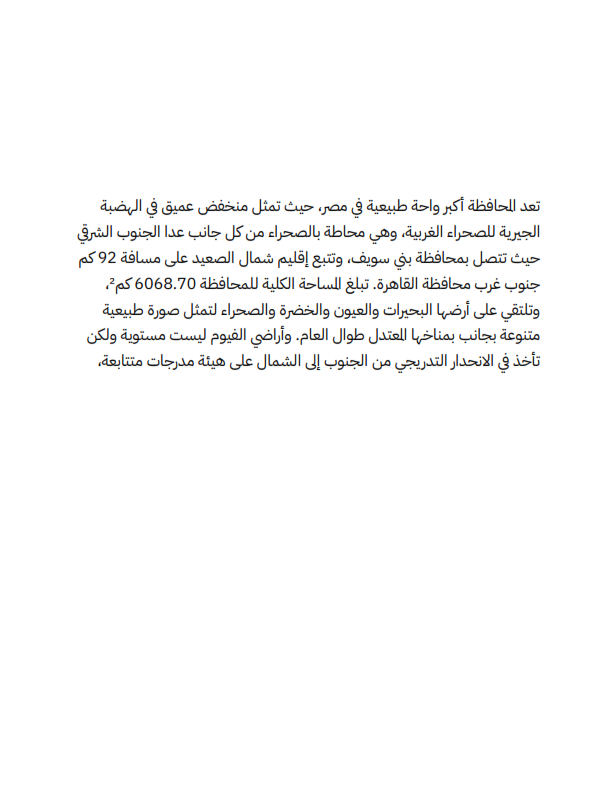 تعد المحافظة أكبر واحة طبيعية في مصر، حيث تمثل منخفض عميق في الهضبة
الجيرية للصحراء الغربية، وهي محاطة بالصحراء من كل جانب عدا الجنوب الشرقي
حيث تتصل بمحافظة بني سويف، وتتبع إقليم شمال الصعيد على مسافة 92 كم
جنوب غرب محافظة القاهرة. تبلغ المساحة الكلية للمحافظة 6068.70 كم²،
وتلتقي على أرضها البحيرات والعيون والخضرة والصحراء لتمثل صورة طبيعية
متنوعة بجانب بمناخها المعتدل طوال العام. وأراضي الفيوم ليست مستوية ولكن
تأخذ في الانحدار التدريجي من الجنوب إلى الشمال على هيئة مدرجات متتابعة،